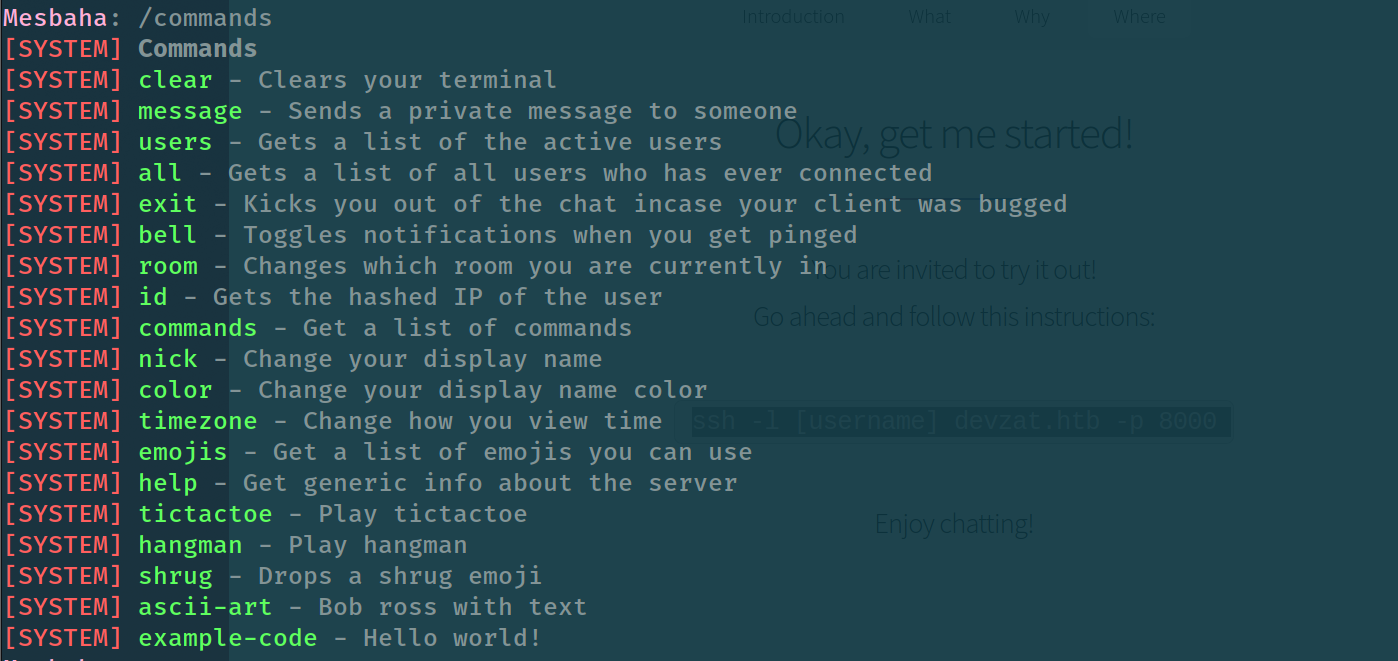 Mesbaha: /commands
[SYSTEM] Commands
[SYSTEM] clear - Clears your terminal
[SYSTEM] message - Sends a private message to someone
[SYSTEM] users - Gets a list of the active users
[SYSTEM] all - Gets a list of all users who has ever connected
[SYSTEM] exit - Kicks you out of the chat incase your client was bugged
[SYSTEM] bell - Toggles notifications when you get pinged
[SYSTEM] room - Changes which room you are currently in
[SYSTEM] id - Gets the hashed IP of the user
[SYSTEM] commands - Get a list of commands
[SYSTEM] nick - Change your display name
[SYSTEM] color - Change your display name color
[SYSTEM] timezone - Change how you view time
[SYSTEM] emojis - Get a list of emojis you can use
[SYSTEM] help - Get generic info about the server
[SYSTEM] tictactoe - Play tictactoe
[SYSTEM] hangman - Play hangman
[SYSTEM] shrug - Drops a shrug emoji
[SYSTEM] ascii-art - Bob ross with text
[SYSTEM] example-code - Hello world!
Introduction What Why Where
Okay, get me started!
You are invited to try it out!
Go ahead and follow this instructions:
ssh -l [username] devzat.htb -p 8000
Enjoy chatting!